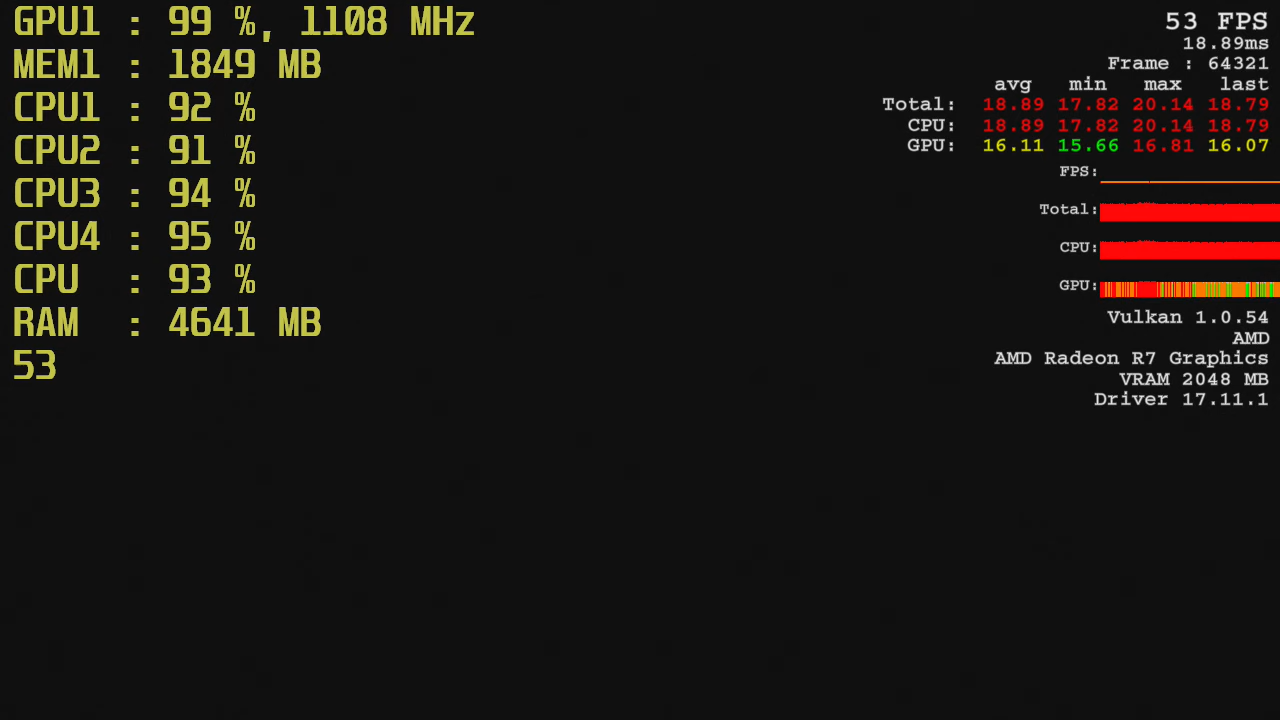 GPU1 : 99 %, 1108 MHz
MEM1 : 1849 MB
CPU1 : 92 %
CPU2 : 91 %
CPU3 : 94 %
CPU4 : 95 %
CPU : 93 %
RAM : 4641 MB
53
53 FPS
18.89ms
Frame : 64321
avg min max last
Total: 18.89 17.82 20.14 18.79
CPU: 18.89 17.82 20.14 18.79
GPU: 16.11 15.66 16.81 16.07
FPS:
Total:
CPU:
GPU:
Vulkan 1.0.54
AMD
AMD Radeon R7 Graphics
VRAM 2048 MB
Driver 17.11.1